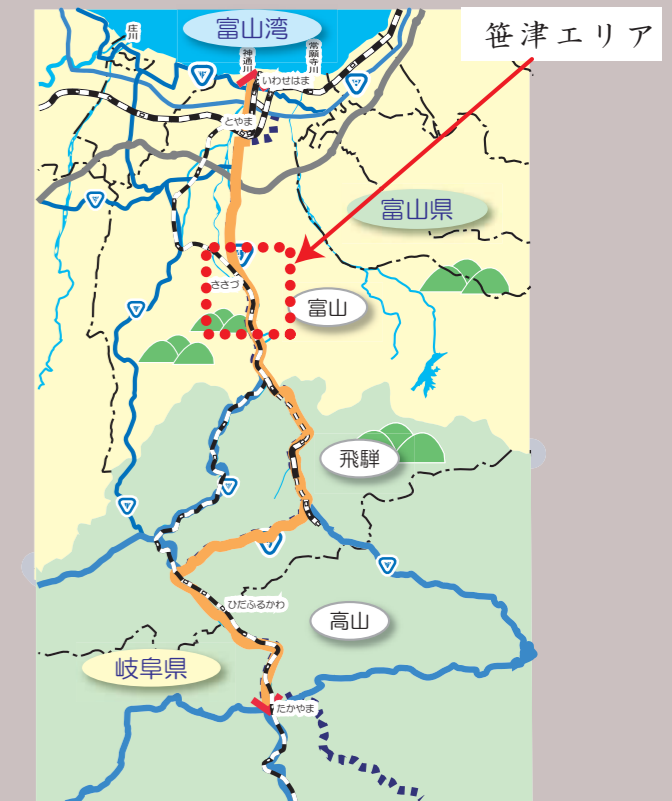 笹津エリア
庄川
富山湾
神通川
常願寺川
いわせはま
とやま
富山県
ささづ
富山
飛騨
ひだふるかわ
高山
岐阜県
たかやま